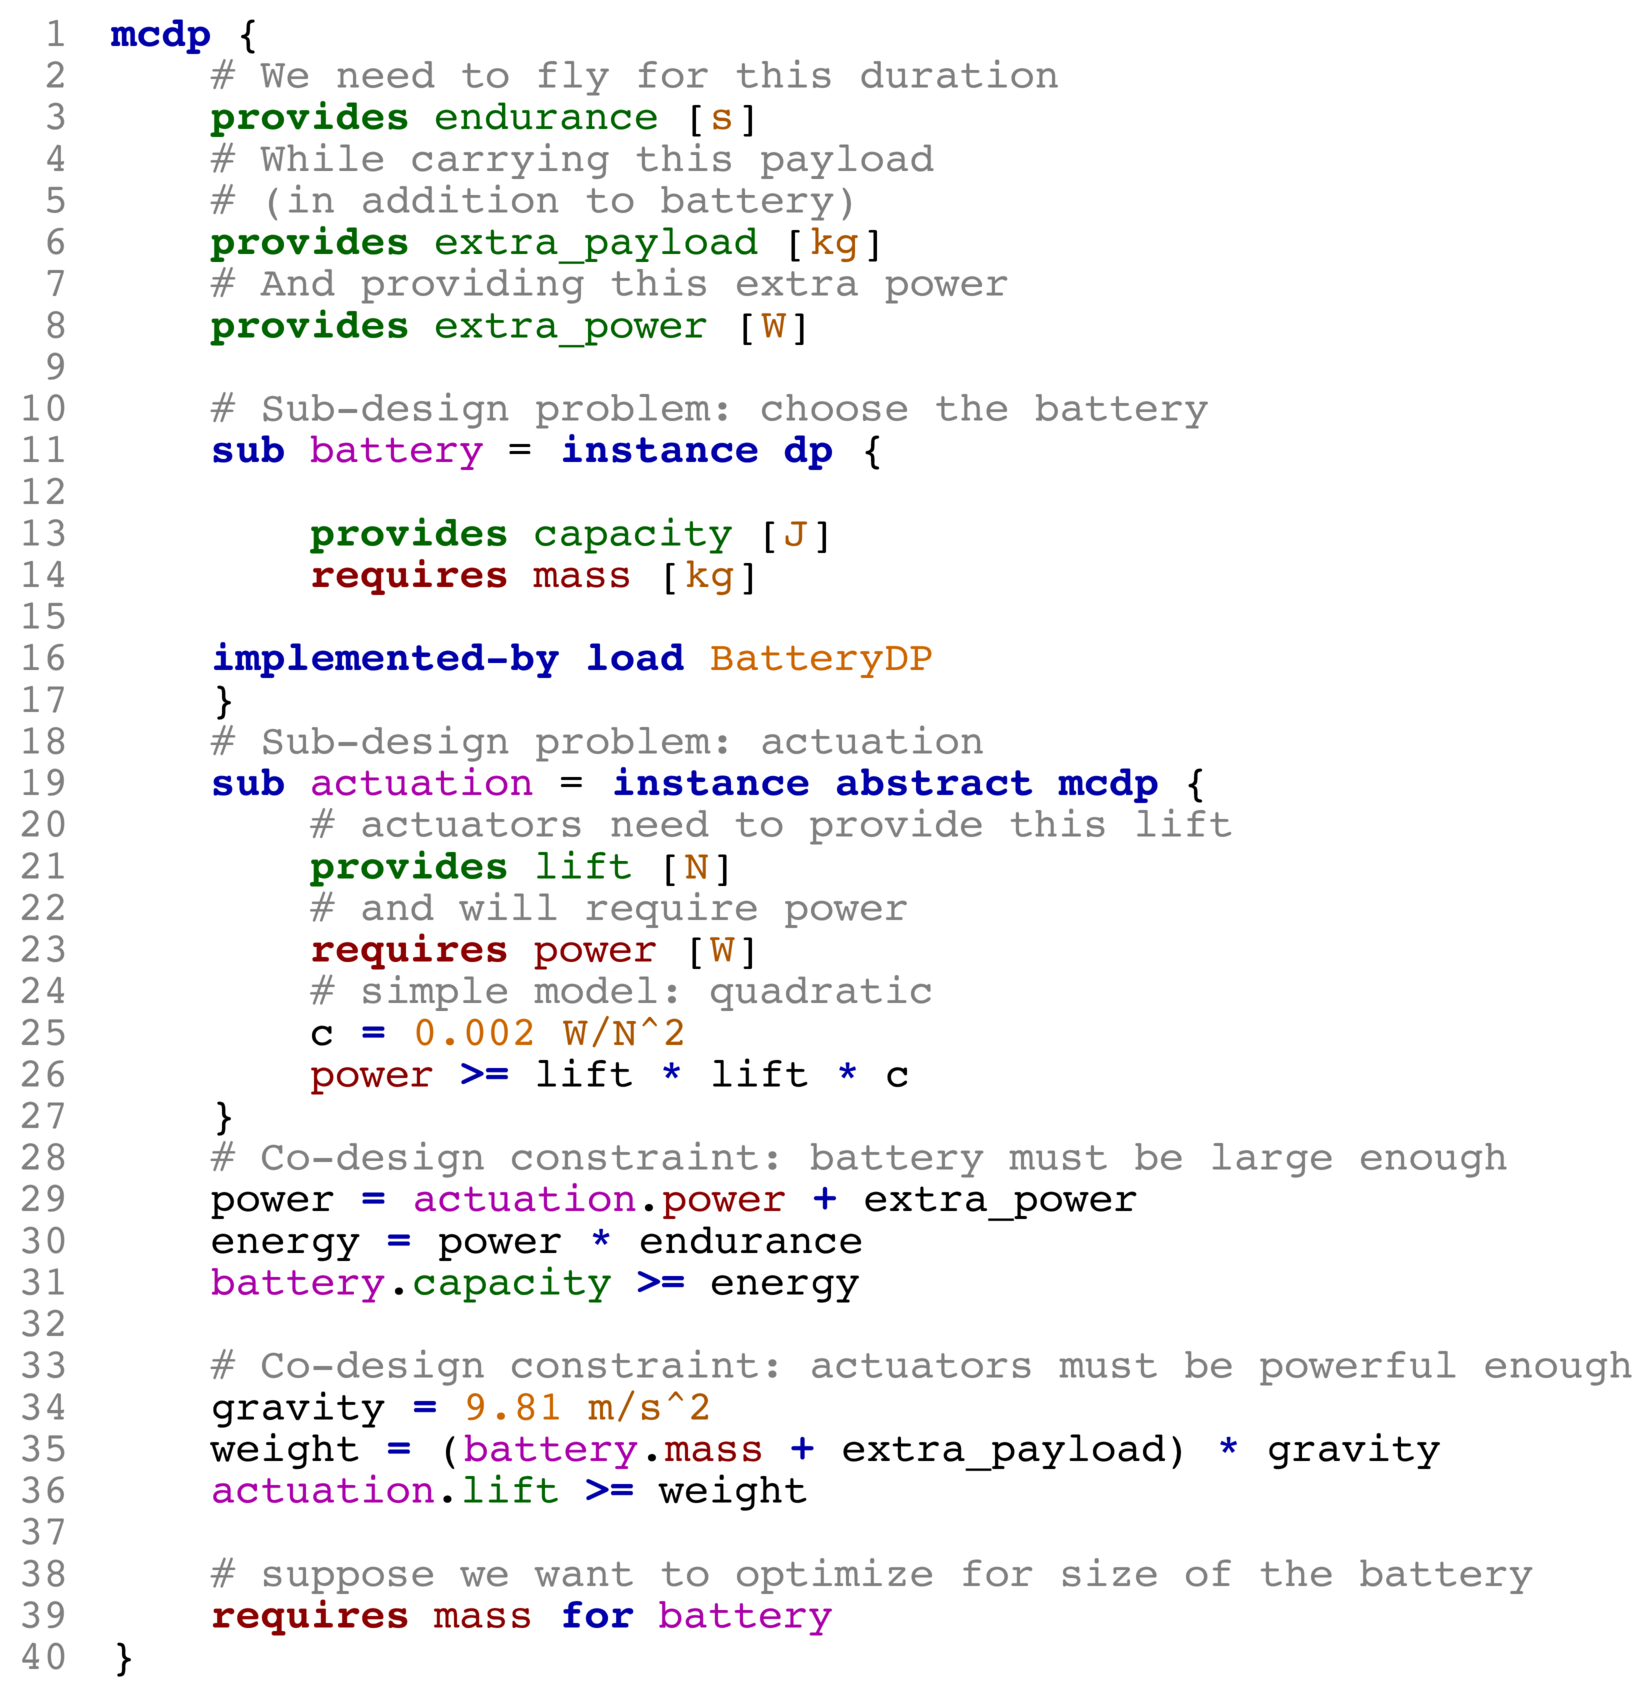 1 mcdp {
2 # We need to fly for this duration
3 provides endurance [s]
4 # While carrying this payload
5 # (in addition to battery)
6 provides extra_payload [kg]
7 # And providing this extra power
8 provides extra_power [W]
9
10 # Sub-design problem: choose the battery
11 sub battery = instance dp {
12
13 provides capacity [J]
14 requires mass [kg]
15
16 implemented-by load BatteryDP
17 }
18 # Sub-design problem: actuation
19 sub actuation = instance abstract mcdp {
20 # actuators need to provide this lift
21 provides lift [N]
22 # and will require power
23 requires power [W]
24 # simple model: quadratic
25 c = 0.002 W/N^2
26 power >= lift * lift * c
27 }
28 # Co-design constraint: battery must be large enough
29 power = actuation.power + extra_power
30 energy = power * endurance
31 battery.capacity >= energy
32
33 # Co-design constraint: actuators must be powerful enough
34 gravity = 9.81 m/s^2
35 weight = (battery.mass + extra_payload) * gravity
36 actuation.lift >= weight
37
38 # suppose we want to optimize for size of the battery
39 requires mass for battery
40 }